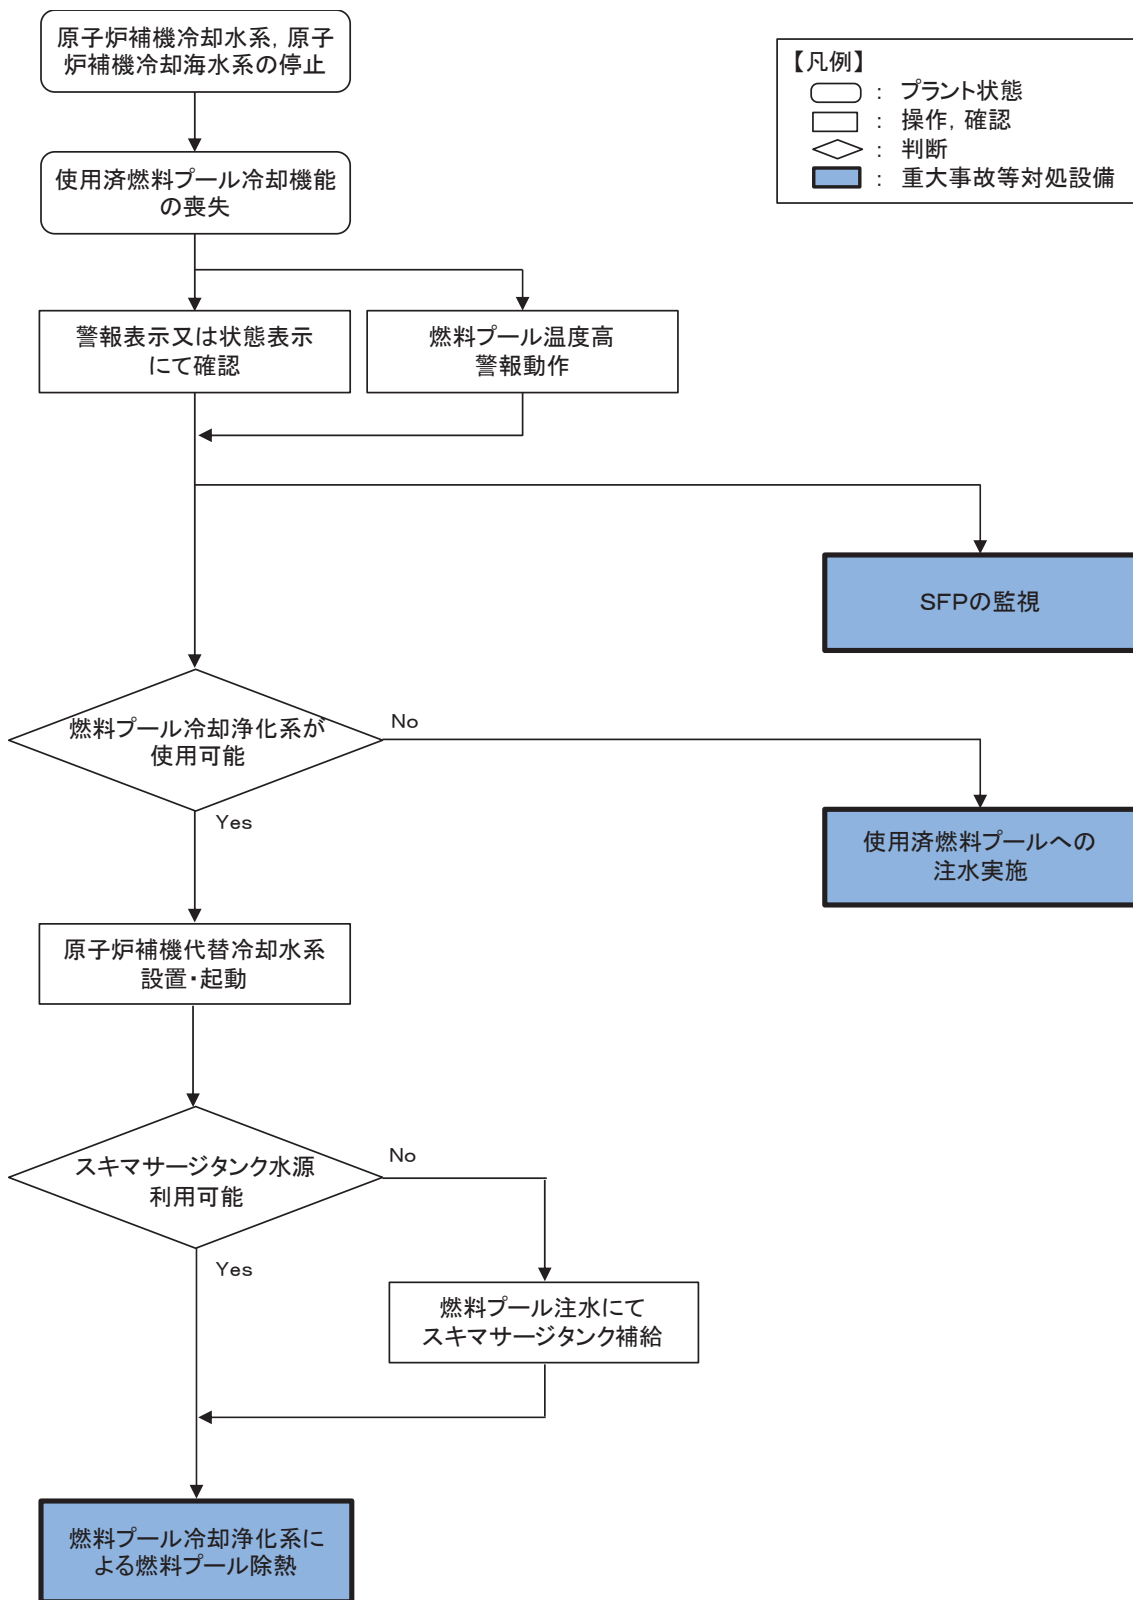 原子炉補機冷却水系，原子
炉補機冷却海水系の停止
【凡例】
： プラント状態
： 操作，確認
： 判断
： 重大事故等対処設備
使用済燃料プール冷却機能
の喪失
警報表示又は状態表示
にて確認
燃料プール温度高
警報動作
SFPの監視
燃料プール冷却浄化系が
使用可能
No
Yes
使用済燃料プールへの
注水実施
原子炉補機代替冷却水系
設置・起動
スキマサージタンク水源
利用可能
No
Yes
燃料プール注水にて
スキマサージタンク補給
燃料プール冷却浄化系に
よる燃料プール除熱